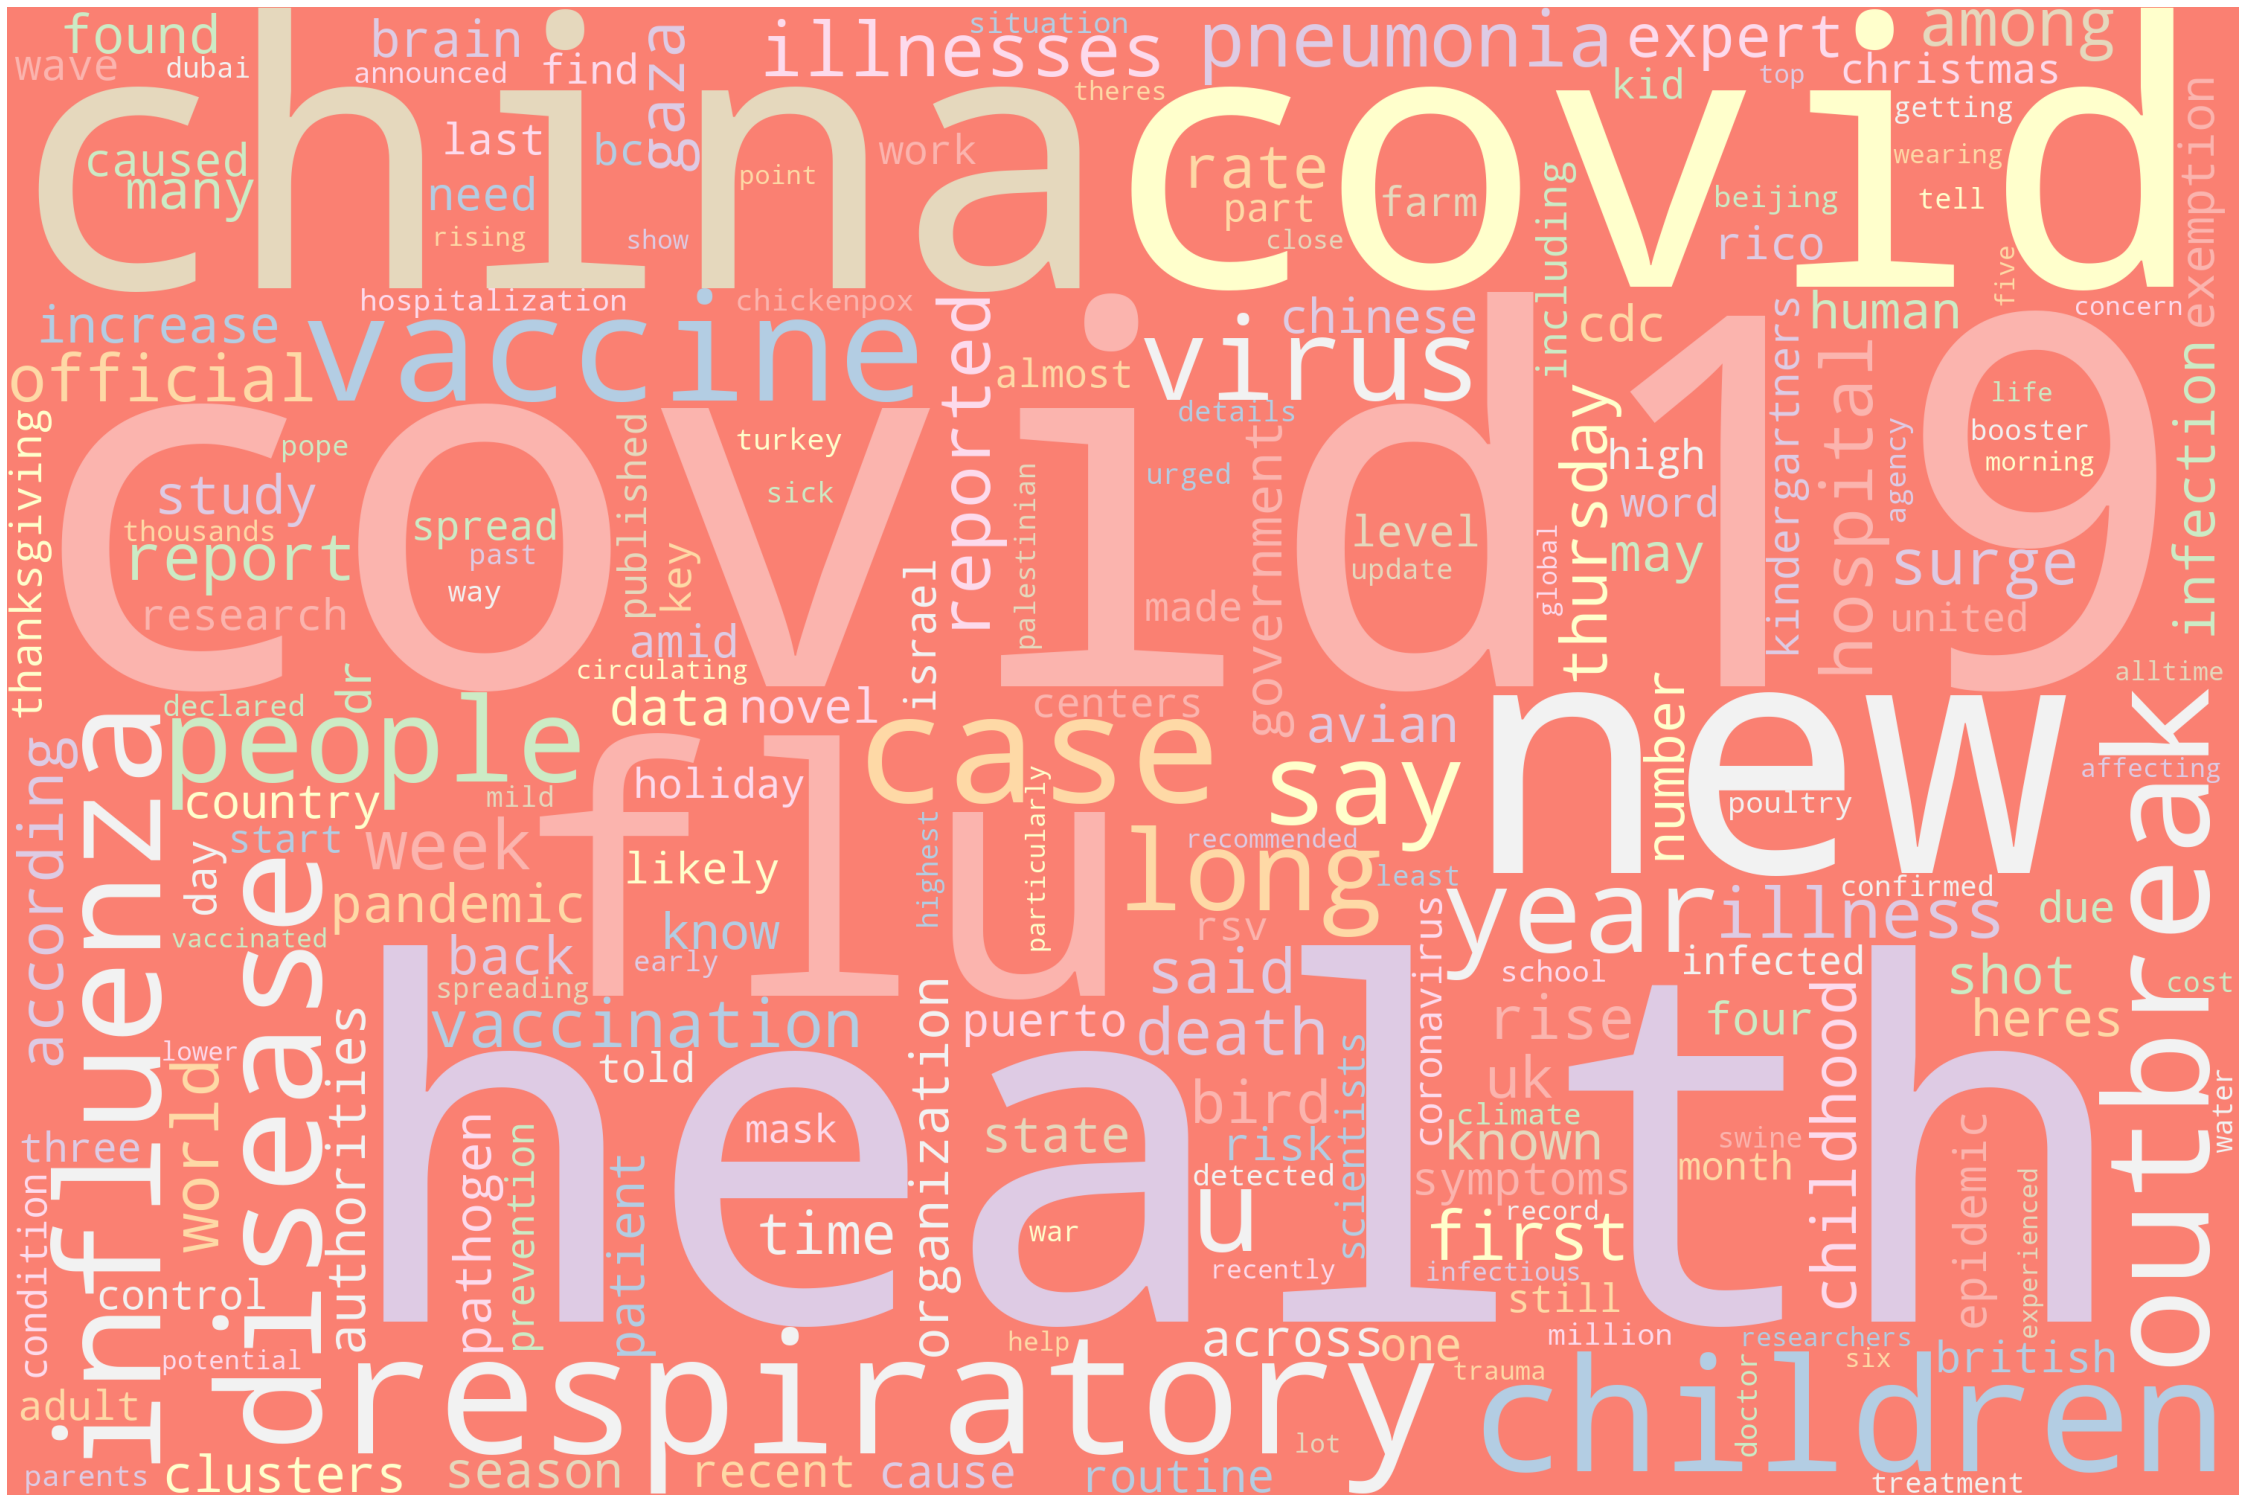 china
covid
covid19
health
new
flu
respiratory
children
influenza
disease
outbreak
vaccine
virus
people
case
say
long
year
found
wave
dubai
brain
announced
find
gaza
illnesses
situation
theres
pneumonia
expert
kid
top
among
christmas
getting
wearing
tell
beijing
rico
exemption
caused
many
last
need
rising
bc
show
point
work
rate
part
farm
close
including
five
concern
increase
official
hospitalization
chickenpox
reported
almost
chinese
cdc
human
details
urged
thanksgiving
pope
study
thousands
report
research
spread
past
way
published
key
turkey
sick
amid
circulating
israel
palestinian
made
government
level
update
global
thursday
high
word
may
kindergartners
hospital
agency
life
booster
morning
surge
united
infection
alltime
affecting
declared
dr
data
novel
centers
avian
number
poultry
according
country
start
day
mild
week
holiday
likely
pandemic
know
highest
particularly
recommended
least
rsv
confirmed
illness
due
vaccinated
back
early
spreading
said
coronavirus
school
infected
shot
cost
vaccination
puerto
death
rise
four
heres
lower
world
authorities
told
organization
bird
uk
climate
known
scientists
childhood
water
three
condition
pathogen
prevention
patient
mask
time
state
risk
detected
u
war
symptoms
swine
month
record
first
epidemic
experienced
control
recently
infectious
still
potential
adult
help
across
one
million
researchers
six
british
trauma
doctor
parents
clusters
season
recent
cause
lot
routine
treatment